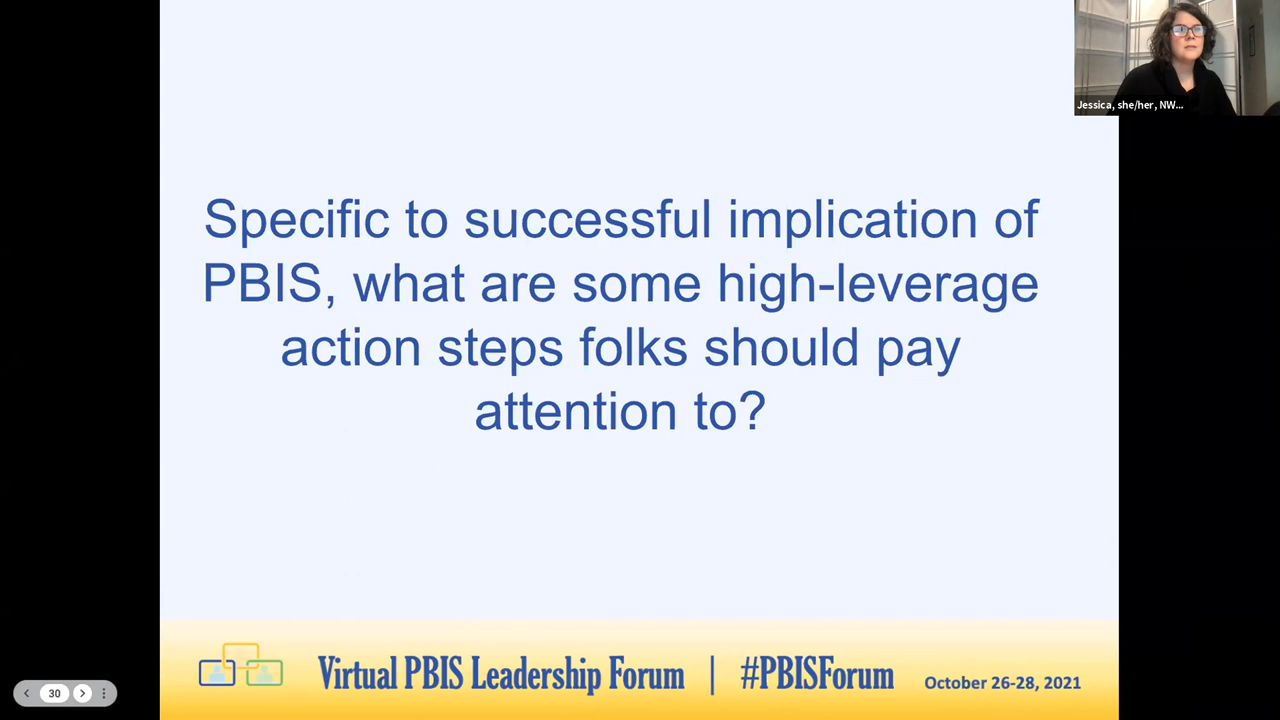 Jessica, she/her, NW...
Specific to successful implication of
PBIS, what are some high-leverage
action steps folks should pay
attention to?
Virtual PBIS Leadership Forum | #PBISForum October 26-28, 2021
30